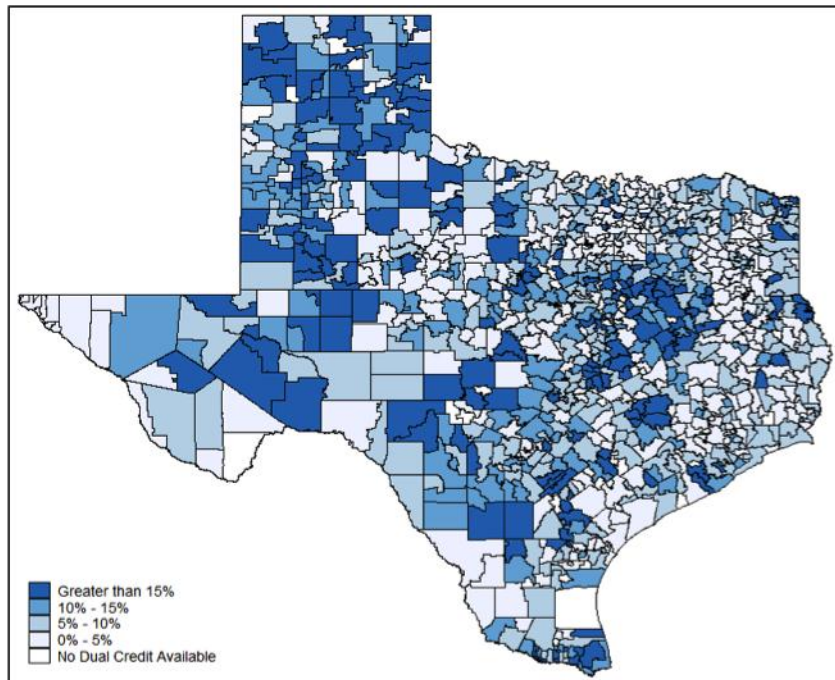 Greater than 15%
10% - 15%
5% - 10%
0% - 5%
No Dual Credit Available